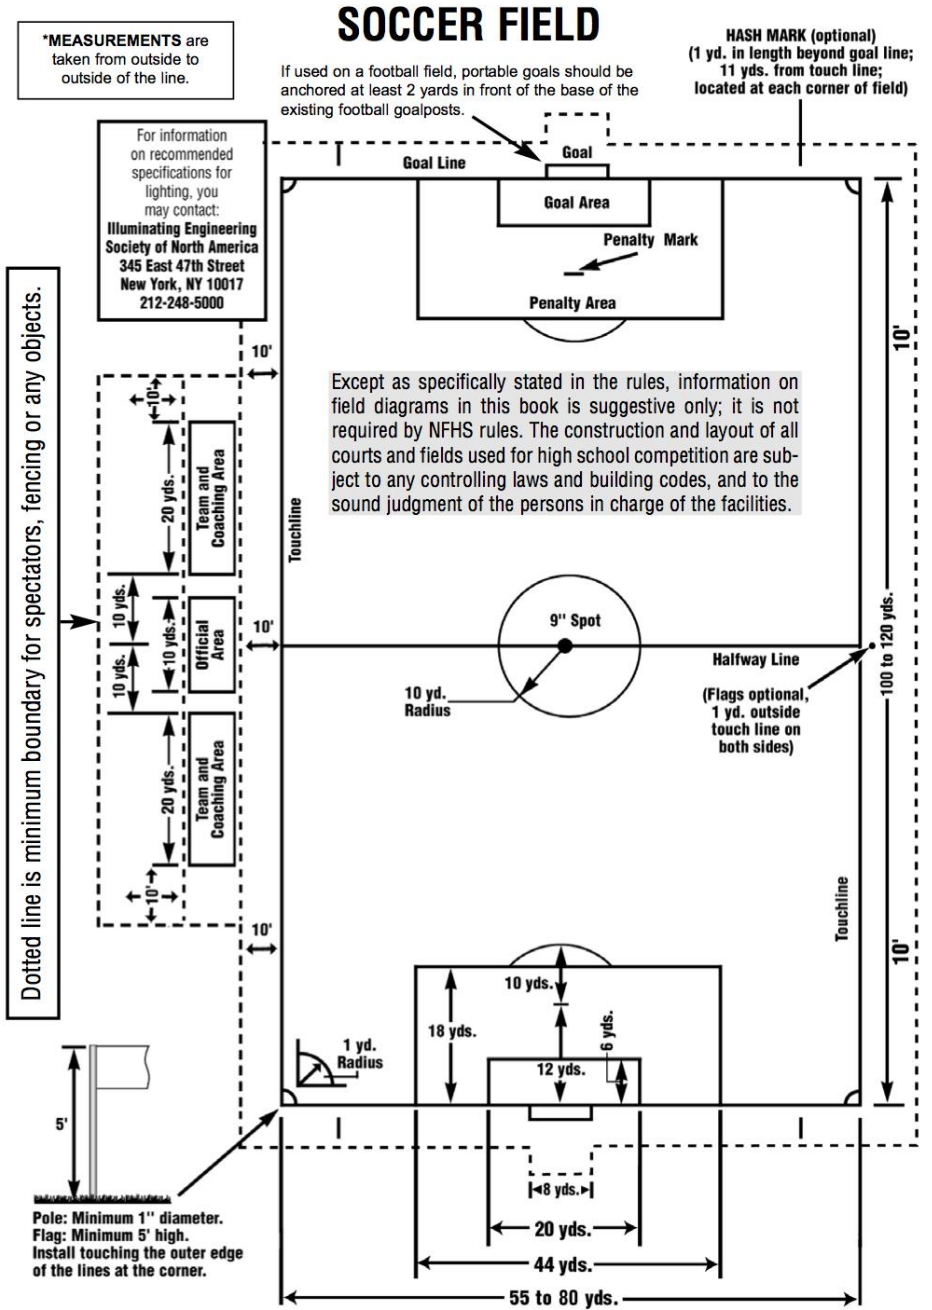 SOCCER FIELD
*MEASUREMENTS are
taken from outside to
outside of the line.
If used on a football field, portable goals should be
anchored at least 2 yards in front of the base of the
existing football goalposts.
HASH MARK (optional)
(1 yd. in length beyond goal line;
11 yds. from touch line;
located at each corner of field)
For information
on recommended
specifications for
lighting, you
may contact:
Illuminating Engineering
Society of North America
345 East 47th Street
New York, NY 10017
212-248-5000
Goal Line
Goal
Goal Area
Penalty Mark
Penalty Area
Dotted line is minimum boundary for spectators, fencing or any objects.
10'
10'
10'
Except as specifically stated in the rules, information on
field diagrams in this book is suggestive only; it is not
required by NFHS rules. The construction and layout of all
courts and fields used for high school competition are sub-
ject to any controlling laws and building codes, and to the
sound judgment of the persons in charge of the facilities.
20 yds.
Team and
Coaching Area
Touchline
10 yds.
10 yds.
Official
Area
10'
9" Spot
10 yds.
Halfway Line
100 to 120 yds.
10 yd.
Radius
(Flags optional,
1 yd. outside
touch line on
both sides)
20 yds.
Team and
Coaching Area
10'
10'
Touchline
10'
10 yds.
18 yds.
6 yds.
12 yds.
1 yd.
Radius
5'
8 yds.
Pole: Minimum 1" diameter.
Flag: Minimum 5' high.
Install touching the outer edge
of the lines at the corner.
20 yds.
44 yds.
55 to 80 yds.